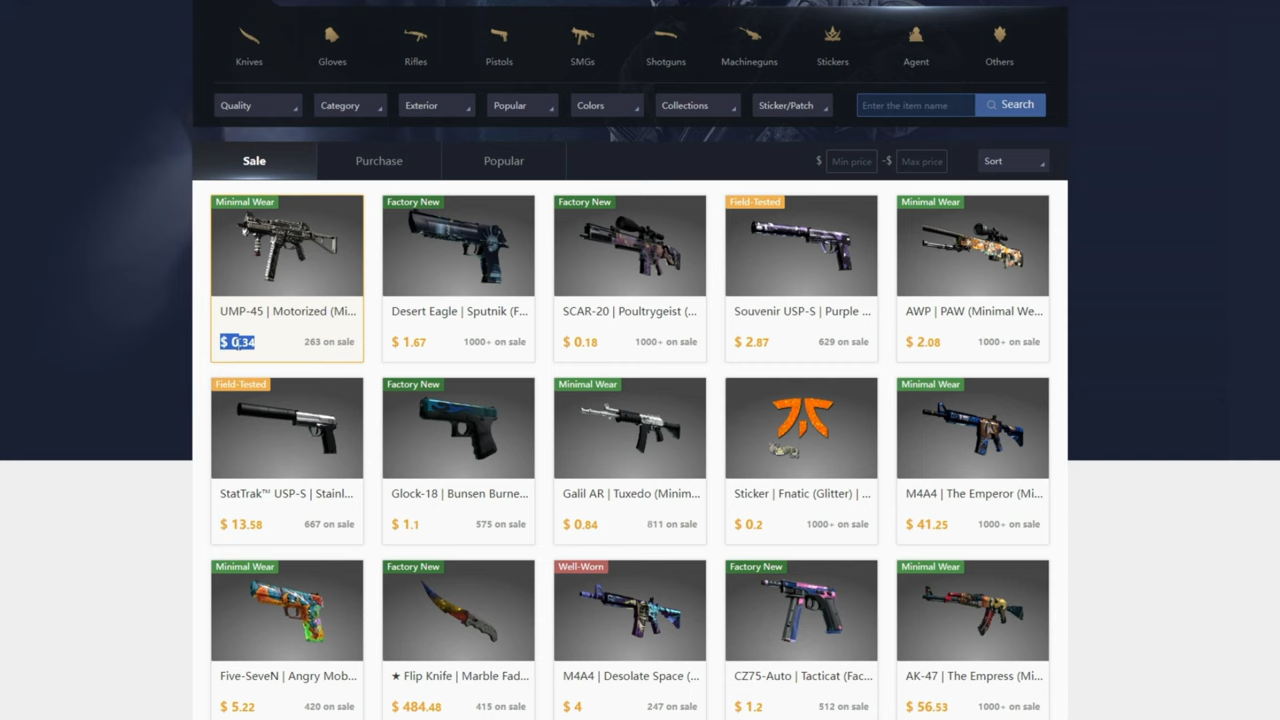 Knives Gloves Rifles Pistols SMGs Shotguns Machineguns Stickers Agent Others
Quality Category Exterior Popular Colors Collections Sticker/Patch Enter the item name Search
Sale Purchase Popular $ Min price -$ Max price Sort
Minimal Wear Factory New Factory New Field-Tested Minimal Wear
UMP-45 | Motorized (Mi... Desert Eagle | Sputnik (F... SCAR-20 | Poultrygeist (... Souvenir USP-S | Purple ... AWP | PAW (Minimal We...
$ 0.34 263 on sale $ 1.67 1000+ on sale $ 0.18 1000+ on sale $ 2.87 629 on sale $ 2.08 1000+ on sale
Field-Tested Factory New Minimal Wear Minimal Wear
StatTrak™ USP-S | Stainl... Glock-18 | Bunsen Burne... Galil AR | Tuxedo (Minim... Sticker | Fnatic (Glitter) | ... M4A4 | The Emperor (Mi...
$ 13.58 667 on sale $ 1.1 575 on sale $ 0.84 811 on sale $ 0.2 1000+ on sale $ 41.25 1000+ on sale
Minimal Wear Factory New Well-Worn Factory New Minimal Wear
Five-SeveN | Angry Mob... ★ Flip Knife | Marble Fad... M4A4 | Desolate Space (... CZ75-Auto | Tacticat (Fac... AK-47 | The Empress (Mi...
$ 5.22 420 on sale $ 484.48 415 on sale $ 4 247 on sale $ 1.2 512 on sale $ 56.53 1000+ on sale